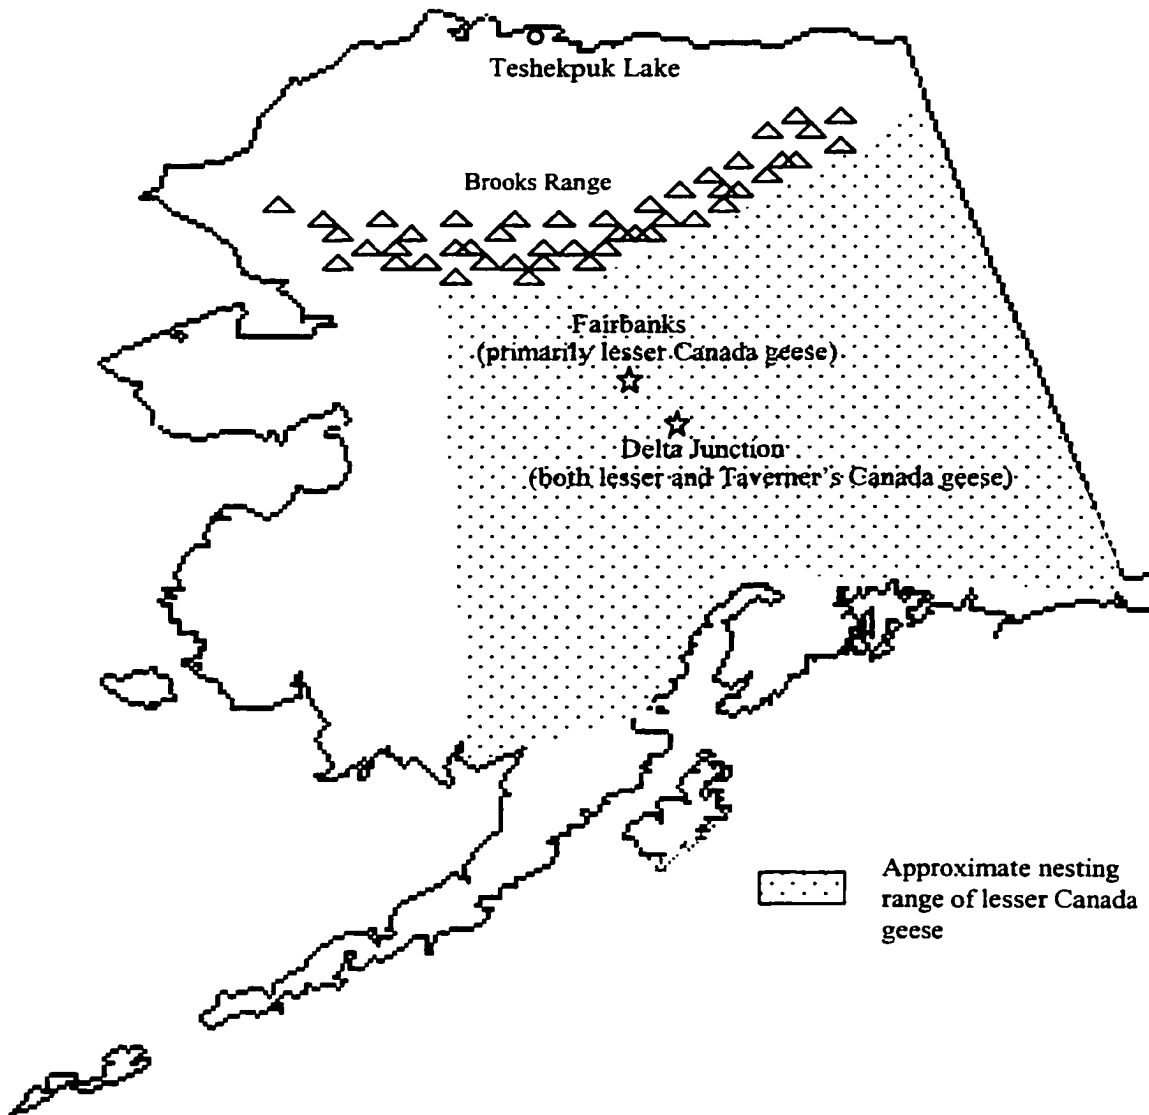 Teshekpuk Lake
Brooks Range
Fairbanks
(primarily lesser Canada geese)
Delta Junction
(both lesser and Taverner's Canada geese)
Approximate nesting
range of lesser Canada
geese